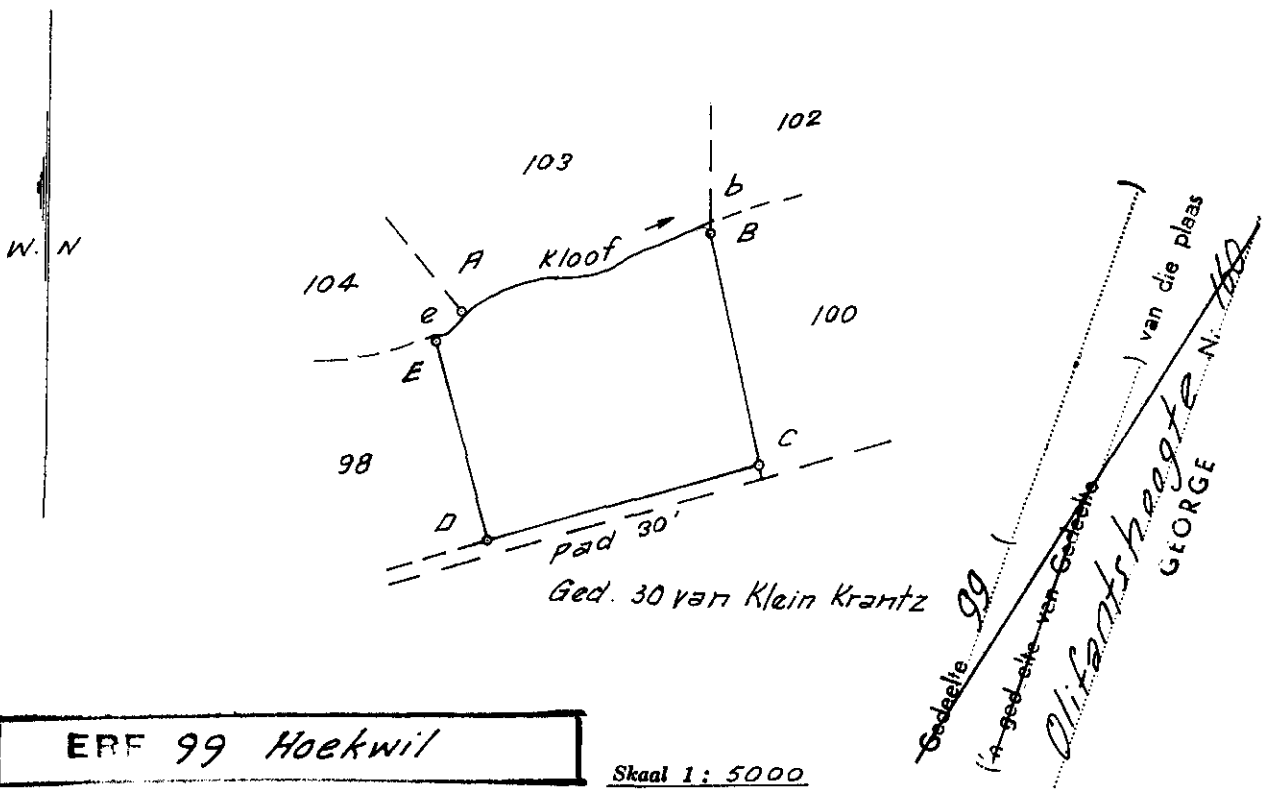 102
103
b
B
W. N
Kloof
A
104
e
100
E
C
98
D
Pad 30'
Ged. 30 van Klein Krantz
Gedeelte 99 (
('n ged elte van Gedeelte ) van die plaas
Olifantshoogte N. 160
GEORGE
ERF 99 Hoekwil
Skaal 1 : 5000